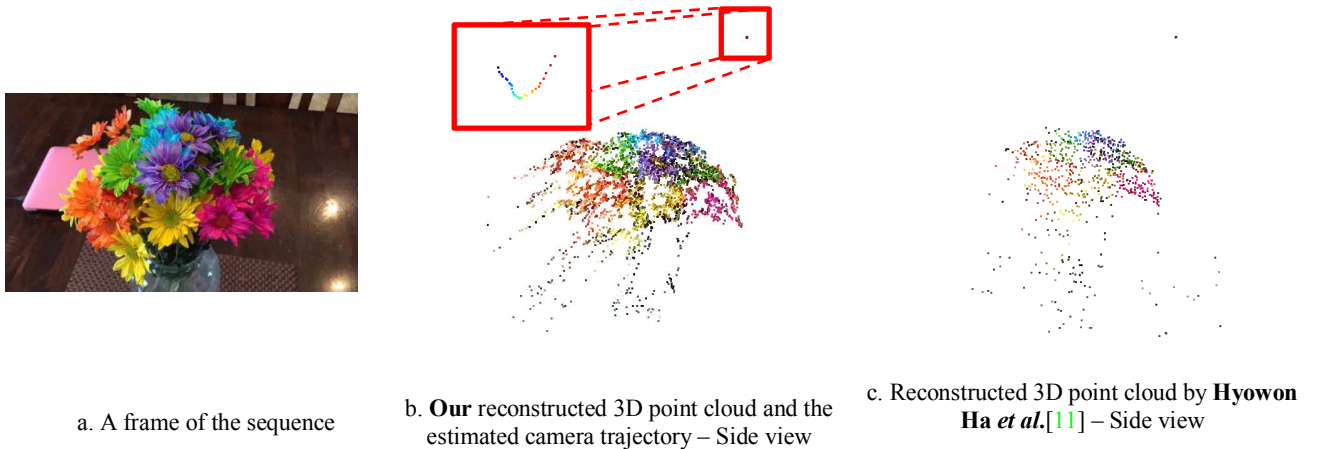 a. A frame of the sequence
b. Our reconstructed 3D point cloud and the
estimated camera trajectory – Side view
c. Reconstructed 3D point cloud by Hyowon
Ha et al.[11] – Side view